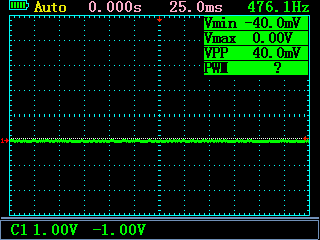 Auto 0.000s 25.0ms 476.1Hz
Vmin -40.0mV
Vmax 0.00V
VPP 40.0mV
PWM ?
C1 1.00V -1.00V